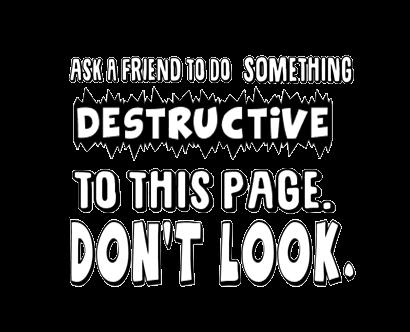 ASK A FRIEND TO DO SOMETHING
DESTRUCTiVE
TO THIS PAGE.
DON'T LOOK.